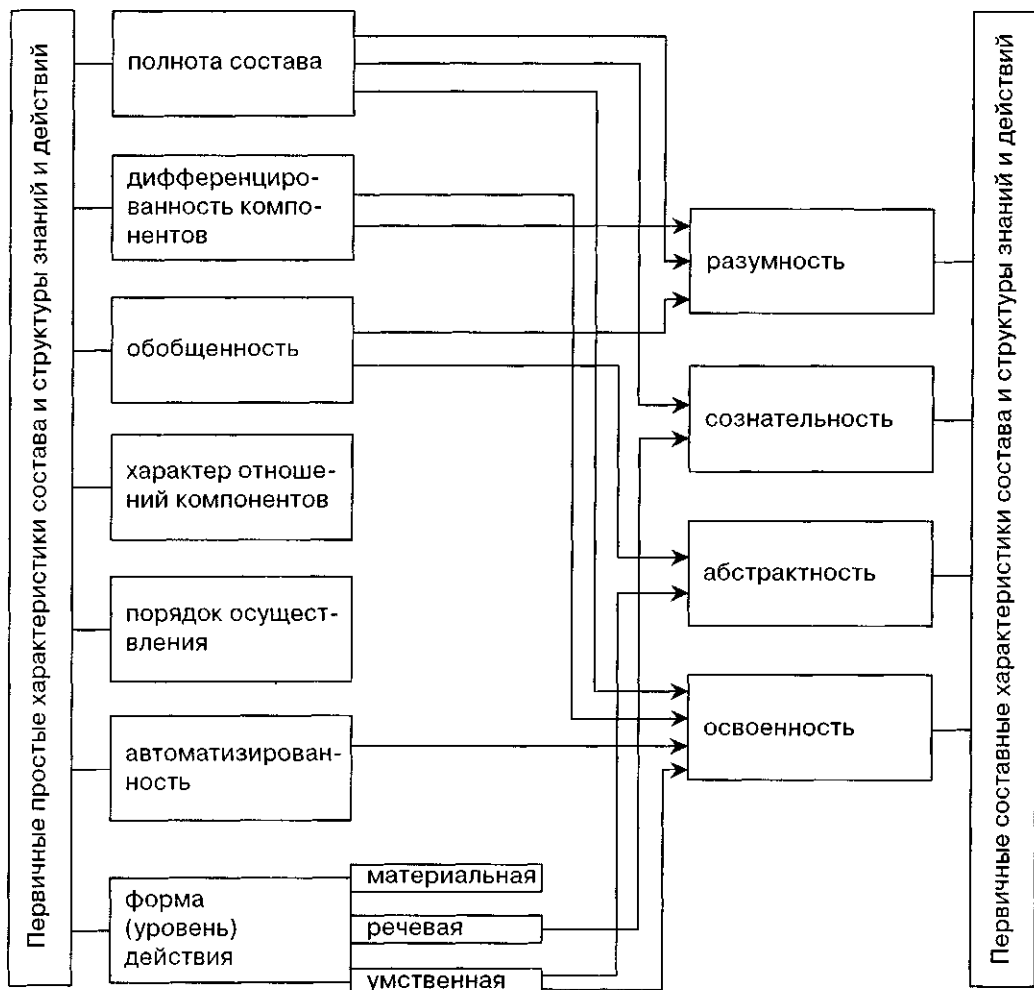 Первичные простые характеристики состава и структуры знаний и действий
полнота состава
дифференциро-
ванность компо-
нентов
обобщенность
характер отноше-
ний компонентов
порядок осущест-
вления
автоматизирован-
ность
форма
(уровень)
действия
материальная
речевая
умственная
разумность
сознательность
абстрактность
освоенность
Первичные составные характеристики состава и структуры знаний и действий